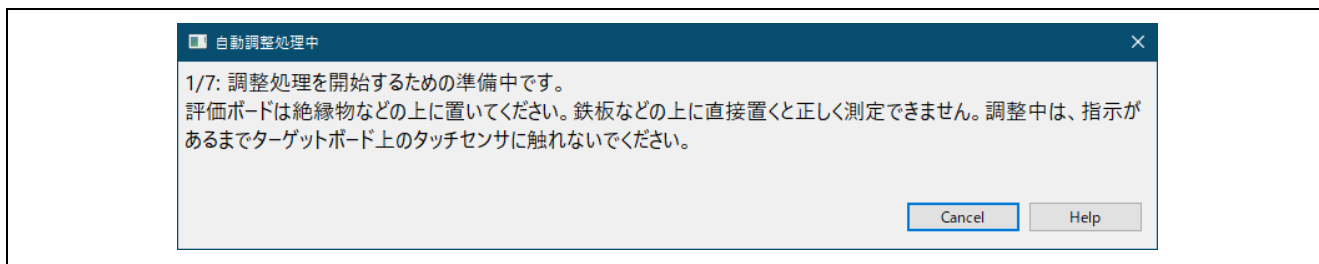 自動調整処理中
1/7: 調整処理を開始するための準備中です。
評価ボードは絶縁物などの上に置いてください。鉄板などの上に直接置くと正しく測定できません。調整中は、指示が
あるまでターゲットボード上のタッチセンサに触れないでください。
Cancel Help